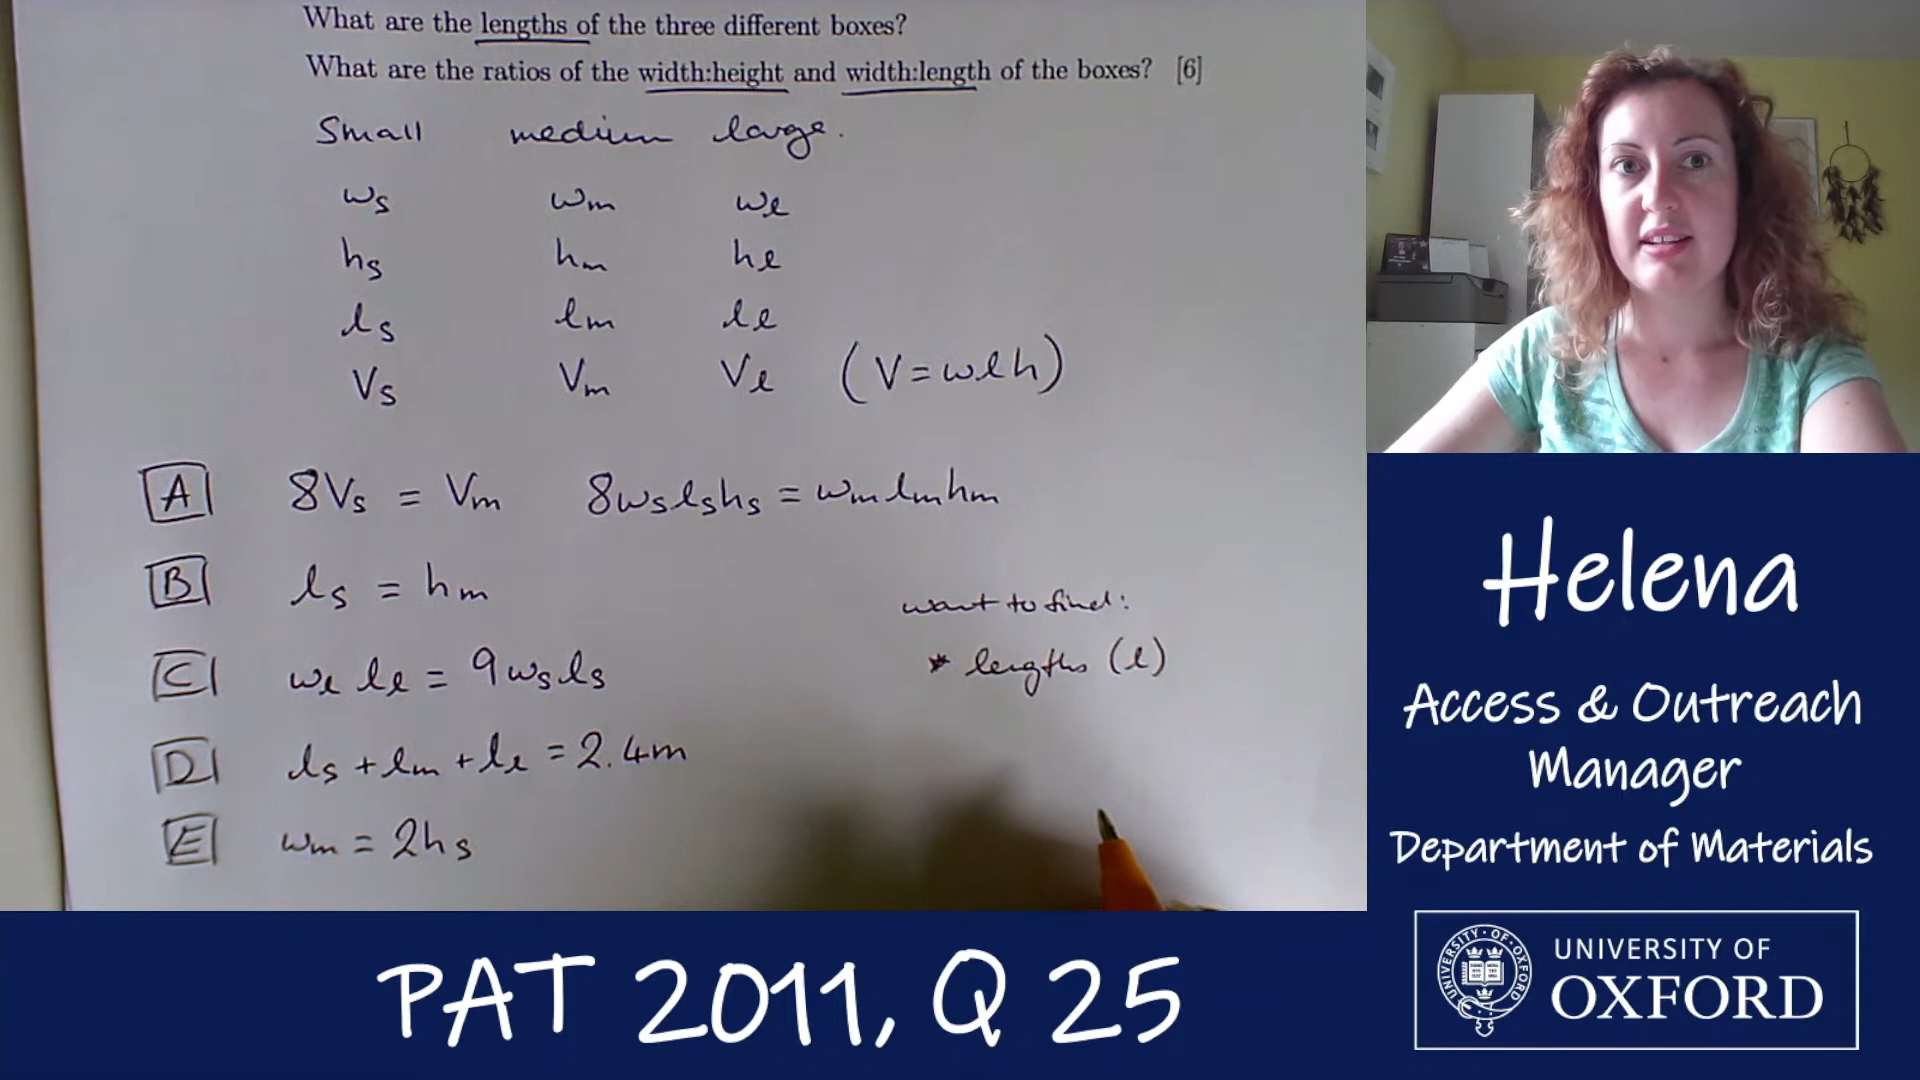 What are the lengths of the three different boxes?
What are the ratios of the width:height and width:length of the boxes? [6]
Small medium large.
ws wm wl
hs hm hl
ls lm ll
Vs Vm Vl (V=wlh)
A 8Vs = Vm 8wslshs = wmlmhm
B ls = hm
want to find:
* lengths (l)
C wl ll = 9wsls
D ls + lm + ll = 2.4m
E wm = 2hs
Helena
Access & Outreach
Manager
Department of Materials
PAT 2011, Q 25
UNIVERSITY OF
OXFORD